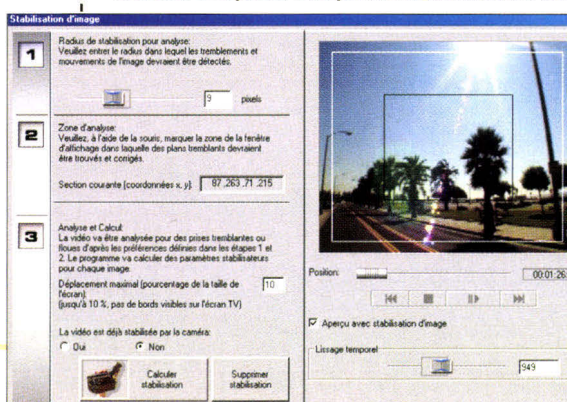 Stabilisation d'image
1
Radius de stabilisation pour analyse:
Veuillez entrer le radius dans lequel les tremblements et
mouvements de l'image devraient être détectés.
9 pixels
2
Zone d'analyse:
Veuillez, à l'aide de la souris, marquer la zone de la fenêtre
d'affichage dans laquelle des plans tremblants devraient
être trouvés et corrigés.
Section courante (coordonnées x, y): 87 ,263 ,71 ,215
3
Analyse et Calcul:
La vidéo va être analysée pour des prises tremblantes ou
floues d'après les préférences définies dans les étapes 1 et
2. Le programme va calculer des paramètres stabilisateurs
pour chaque image.
Déplacement maximal (pourcentage de la taille de
l'écran): 10
(jusqu'à 10 %, pas de bords visibles sur l'écran TV)
La vidéo est déjà stabilisée par la caméra:
Oui Non
Calculer
stabilisation
Supprimer
stabilisation
Position: 00:01:26
Aperçu avec stabilisation d'image
Lissage temporel
949